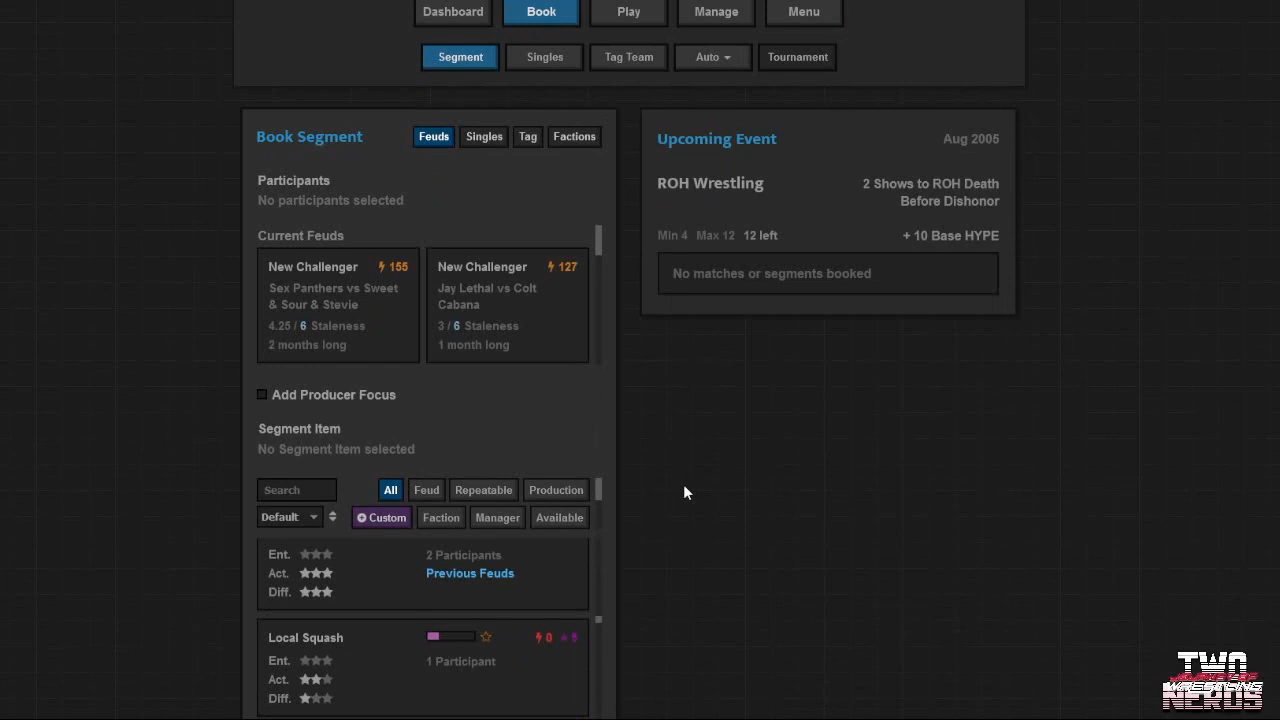 Dashboard Book Play Manage Menu
Segment Singles Tag Team Auto Tournament
Book Segment Feuds Singles Tag Factions
Participants
No participants selected
Current Feuds
New Challenger 155
Sex Panthers vs Sweet
& Sour & Stevie
4.25 / 6 Staleness
2 months long
New Challenger 127
Jay Lethal vs Colt
Cabana
3 / 6 Staleness
1 month long
Add Producer Focus
Segment Item
No Segment Item selected
Search All Feud Repeatable Production
Default Custom Faction Manager Available
Ent. 2 Participants
Act. Previous Feuds
Diff.
Local Squash 0
Ent. 1 Participant
Act.
Diff.
Upcoming Event Aug 2005
ROH Wrestling 2 Shows to ROH Death
Before Dishonor
Min 4 Max 12 12 left + 10 Base HYPE
No matches or segments booked
TWO
WRESTLING
NERDS